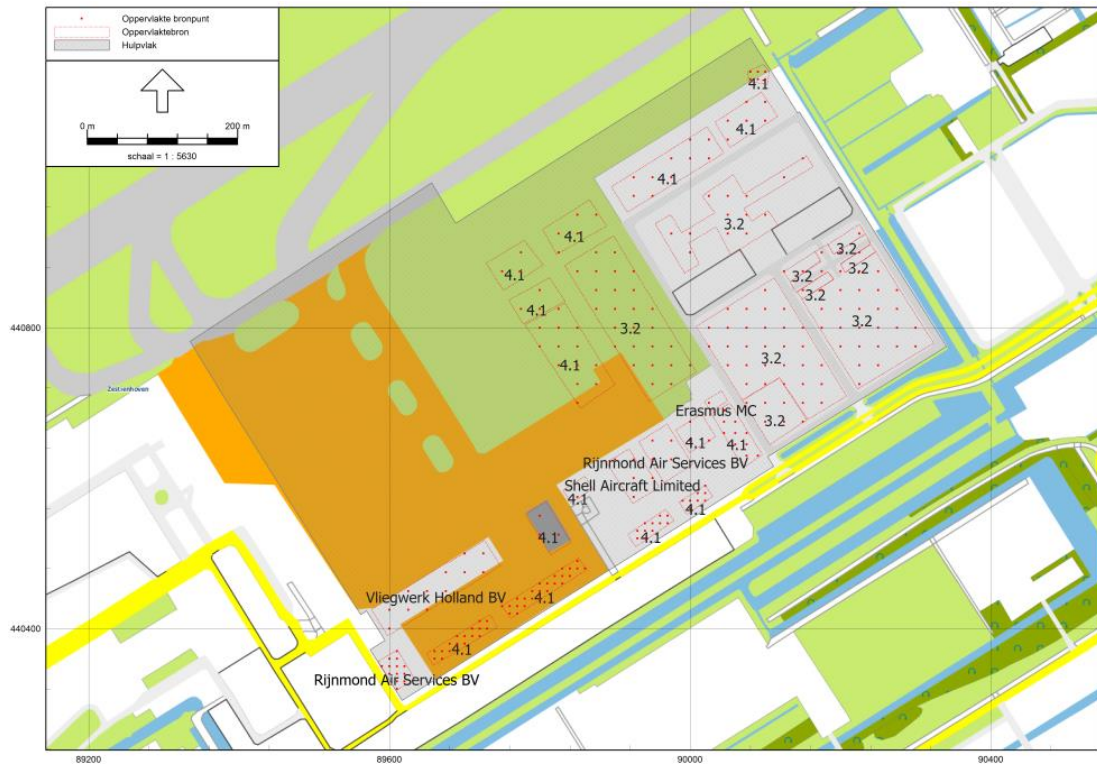 Oppervlakte bronpunt
Oppervlaktebron
Hulpvlak
0 m
200 m
schaal = 1 : 5630
4.1
4.1
4.1
3.2
4.1
4.1
4.1
3.2
3.2
3.2
3.2
3.2
3.2
440800
4.1
3.2
Zestienhoven
Erasmus MC
3.2
4.1
4.1
Rijnmond Air Services BV
Shell Aircraft Limited
4.1
4.1
4.1
4.1
Vliegwerk Holland BV
4.1
440400
4.1
Rijnmond Air Services BV
89200
89600
90000
90400